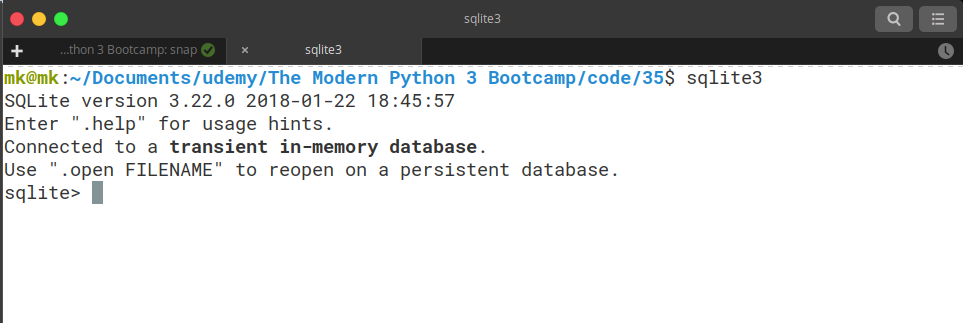 sqlite3
+ ...thon 3 Bootcamp: snap × sqlite3
mk@mk:~/Documents/udemy/The Modern Python 3 Bootcamp/code/35$ sqlite3
SQLite version 3.22.0 2018-01-22 18:45:57
Enter ".help" for usage hints.
Connected to a transient in-memory database.
Use ".open FILENAME" to reopen on a persistent database.
sqlite>